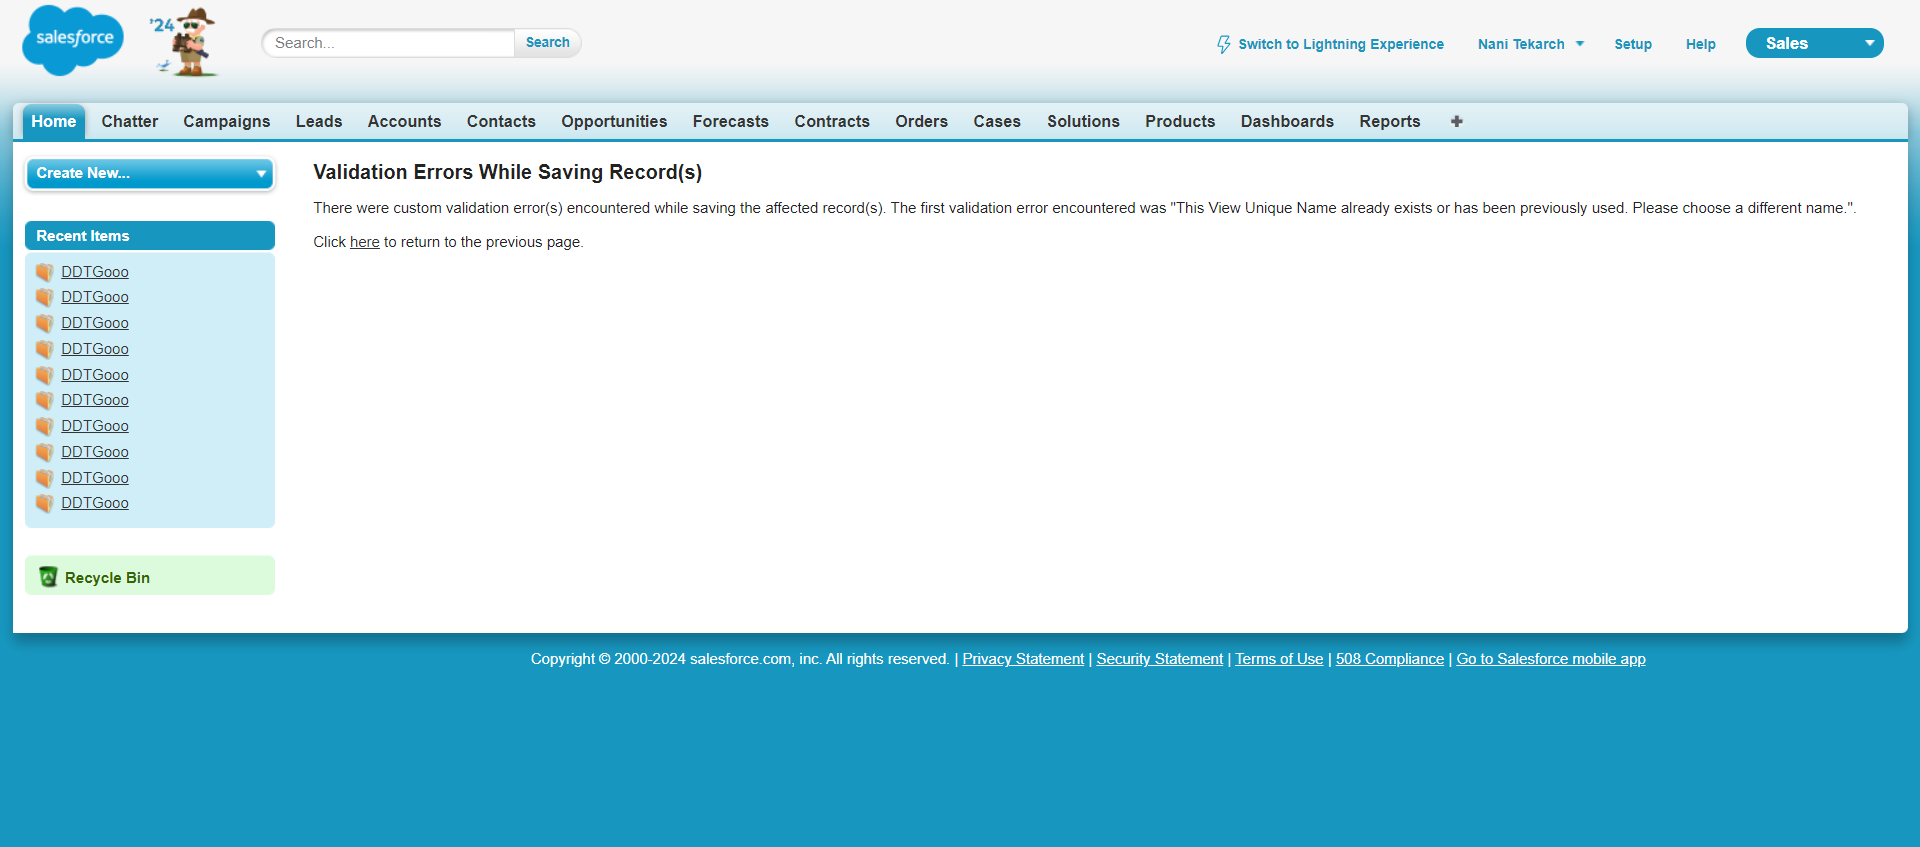 salesforce
'24
Search...
Search
Switch to Lightning Experience
Nani Tekarch
Setup
Help
Sales
Home
Chatter
Campaigns
Leads
Accounts
Contacts
Opportunities
Forecasts
Contracts
Orders
Cases
Solutions
Products
Dashboards
Reports
Create New...
Recent Items
DDTGooo
DDTGooo
DDTGooo
DDTGooo
DDTGooo
DDTGooo
DDTGooo
DDTGooo
DDTGooo
DDTGooo
Recycle Bin
Validation Errors While Saving Record(s)
There were custom validation error(s) encountered while saving the affected record(s). The first validation error encountered was "This View Unique Name already exists or has been previously used. Please choose a different name.".
Click here to return to the previous page.
Copyright © 2000-2024 salesforce.com, inc. All rights reserved. | Privacy Statement | Security Statement | Terms of Use | 508 Compliance | Go to Salesforce mobile app